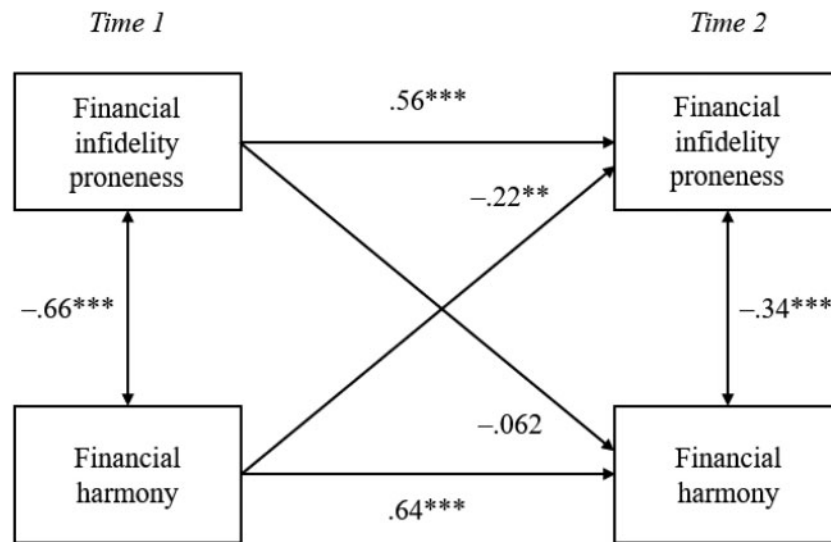 Time 1
Time 2
Financial
infidelity
proneness
.56***
Financial
infidelity
proneness
–.22**
–.66***
–.34***
–.062
Financial
harmony
.64***
Financial
harmony